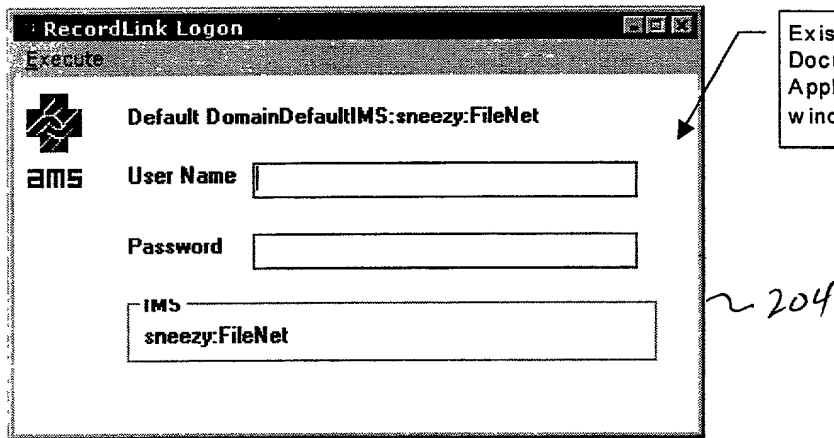 RecordLink Logon
Execute
Default DomainDefaultIMS:sneezy:FileNet
ams
User Name
Password
IMS
sneezy:FileNet
204